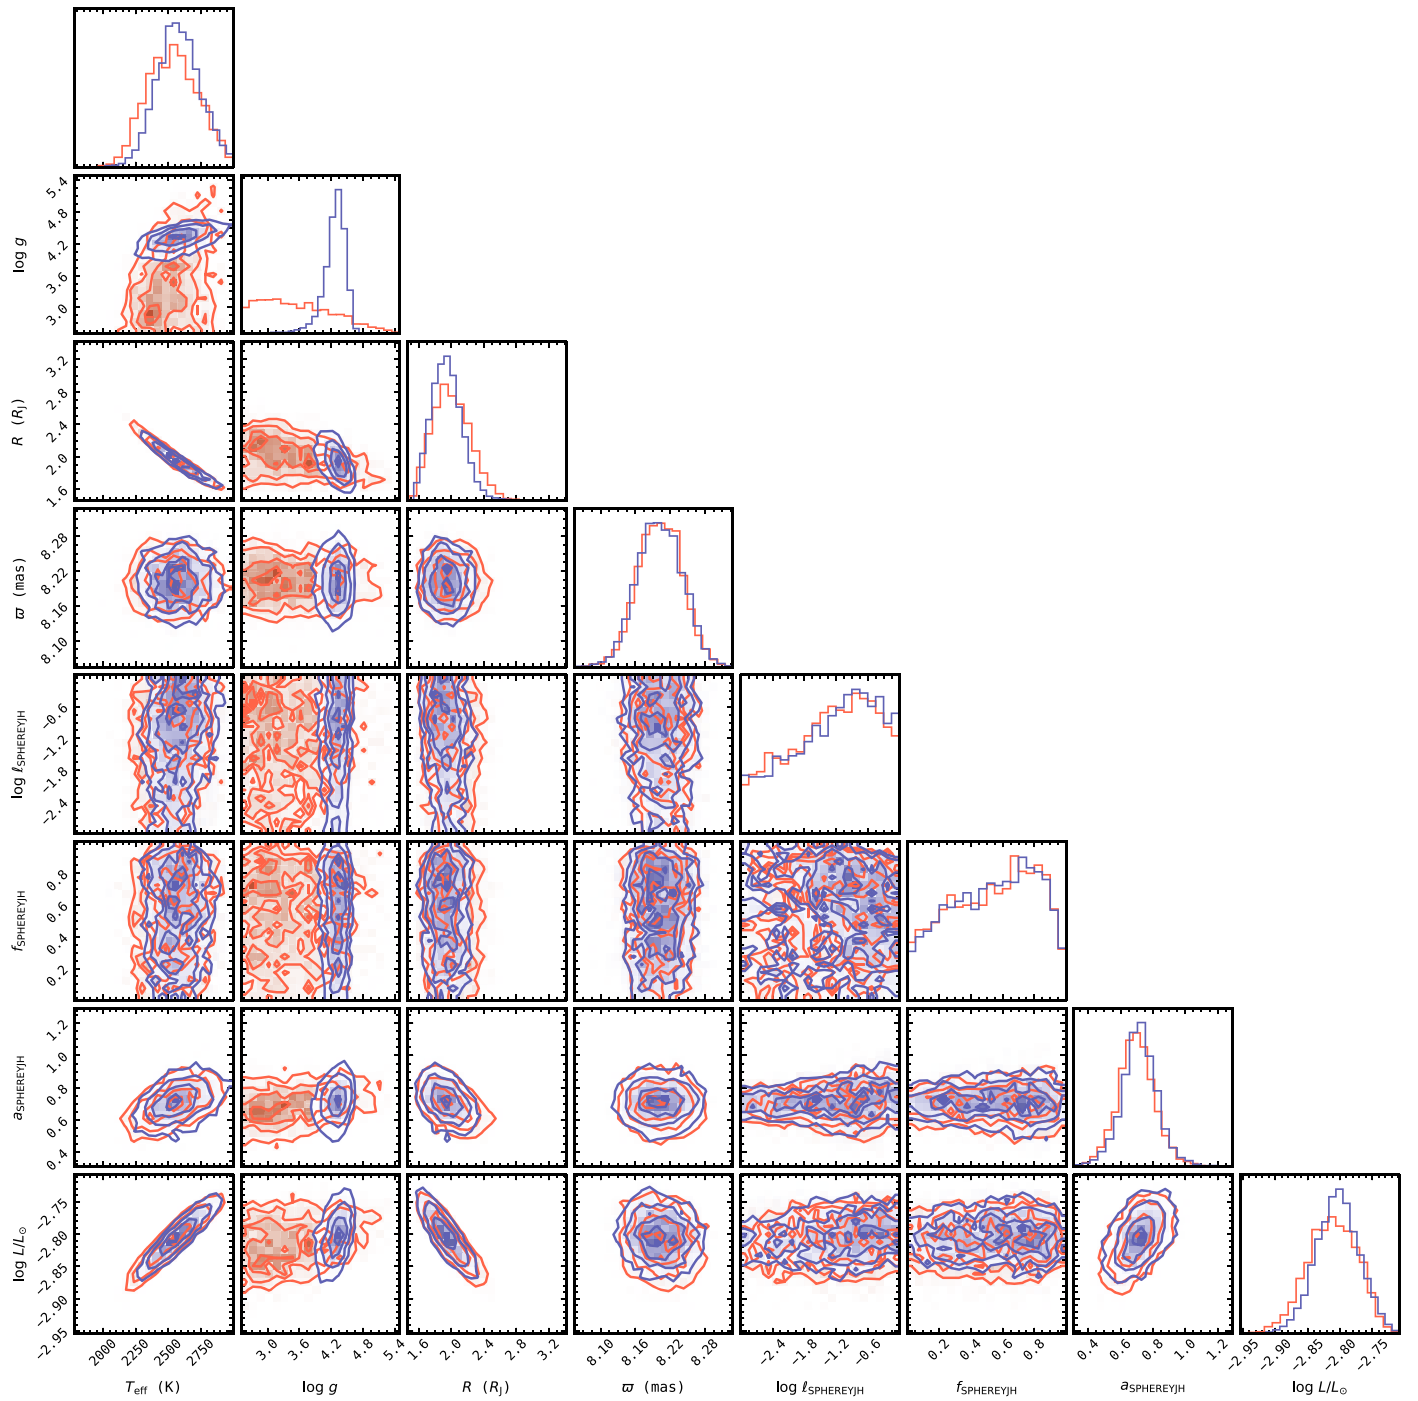 5.4
4.8
4.2
3.6
3.0
log g
3.2
2.8
2.4
2.0
1.6
R (R_J)
8.28
8.22
8.16
8.10
ϖ (mas)
−0.6
−1.2
−1.8
−2.4
log ℓ_SPHEREYJH
0.8
0.6
0.4
0.2
f_SPHEREYJH
1.2
1.0
0.8
0.6
0.4
a_SPHEREYJH
−2.75
−2.80
−2.85
−2.90
−2.95
log L/L_⊙
2000 2250 2500 2750
3.0 3.6 4.2 4.8 5.4
1.6 2.0 2.4 2.8 3.2
8.10 8.16 8.22 8.28
−2.4 −1.8 −1.2 −0.6
0.2 0.4 0.6 0.8
0.4 0.6 0.8 1.0 1.2
−2.95 −2.90 −2.85 −2.80 −2.75
T_eff (K) log g R (R_J) ϖ (mas) log ℓ_SPHEREYJH f_SPHEREYJH a_SPHEREYJH log L/L_⊙